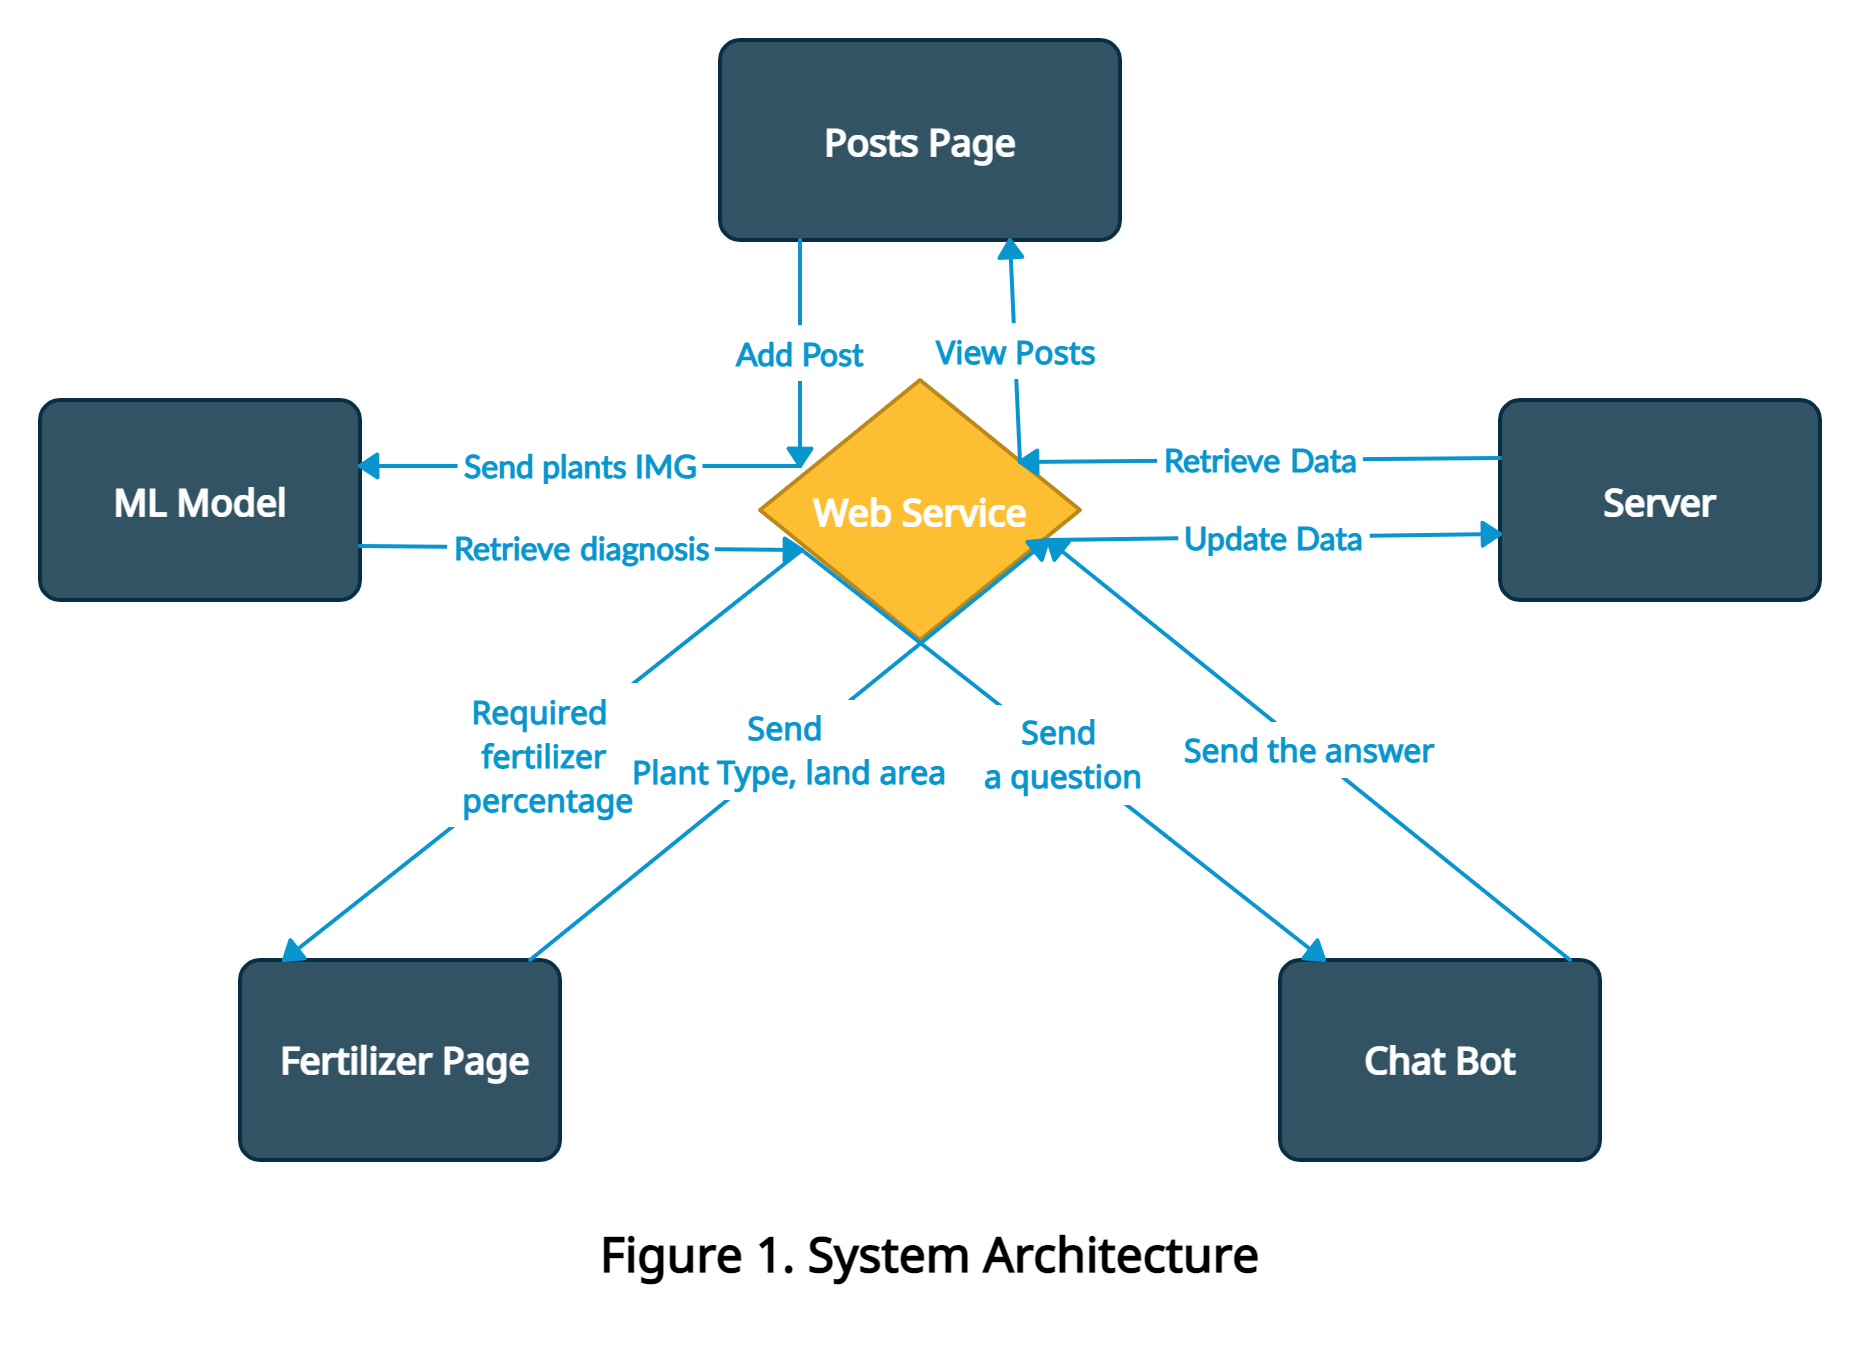 Posts Page
Add Post
View Posts
ML Model
Send plants IMG
Retrieve diagnosis
Web Service
Retrieve Data
Update Data
Server
Required
fertilizer
percentage
Send
Plant Type, land area
Send
a question
Send the answer
Fertilizer Page
Chat Bot
Figure 1. System Architecture